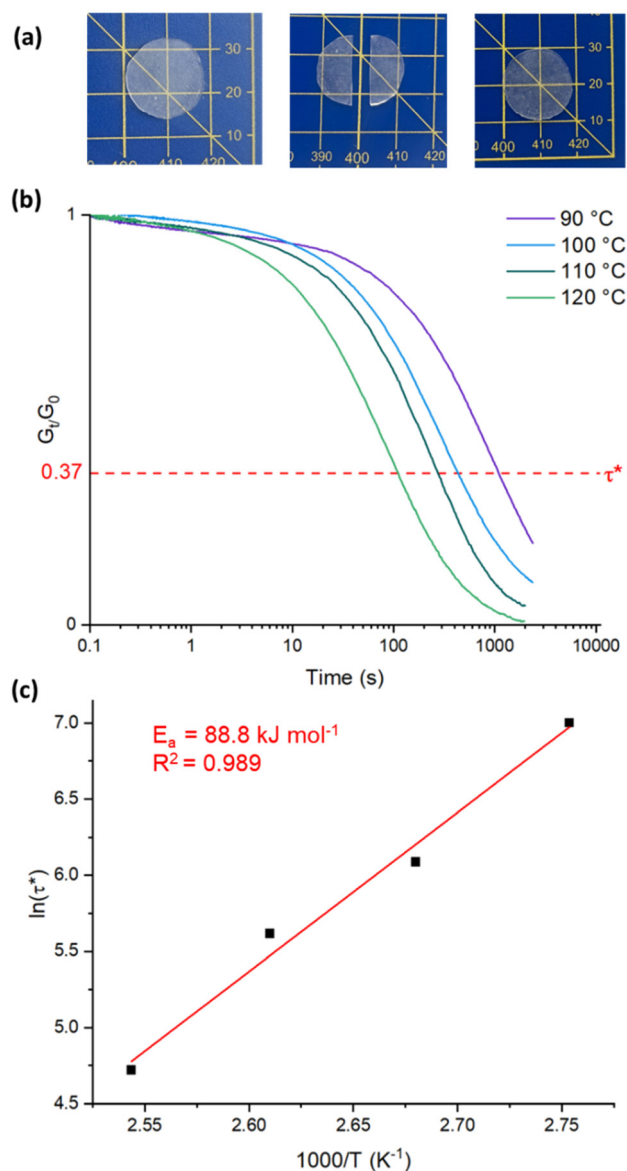 (a)
30
20
10
400
410
420
390
400
410
420
30
20
10
400
410
420
(b)
1
90 °C
100 °C
110 °C
120 °C
Gt/G0
0.37
τ*
0
0.1
1
10
100
1000
10000
Time (s)
(c)
7.0
Ea = 88.8 kJ mol-1
R2 = 0.989
6.5
6.0
ln(τ*)
5.5
5.0
4.5
2.55
2.60
2.65
2.70
2.75
1000/T (K-1)